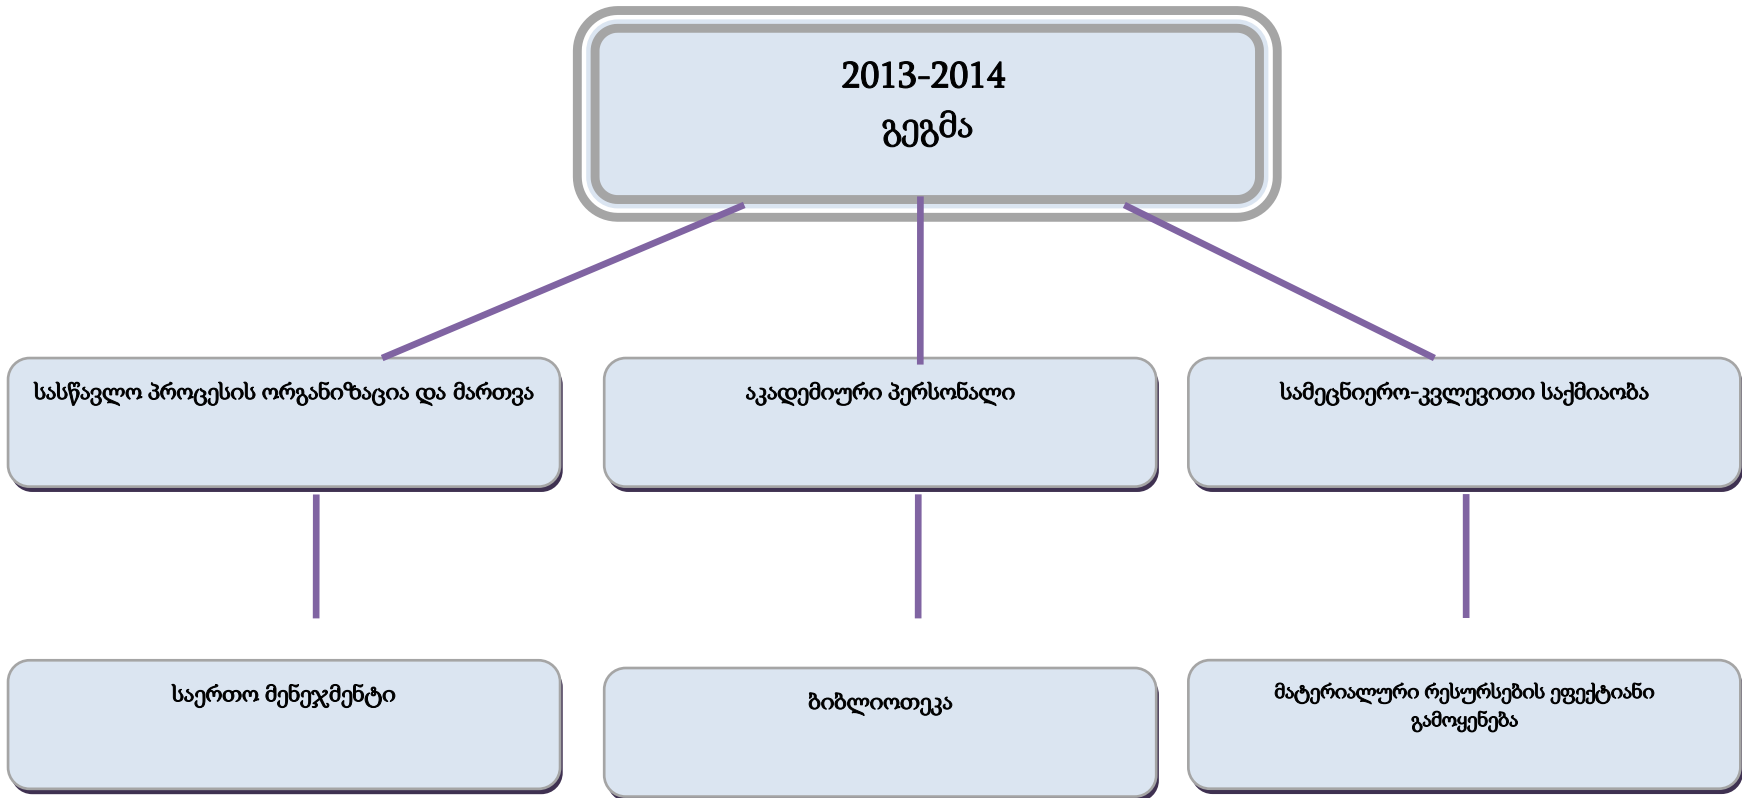 2013-2014
გეგმა
სასწავლო პროცესის ორგანიზაცია და მართვა
აკადემიური პერსონალი
სამეცნიერო-კვლევითი საქმიაობა
საერთო მენეჯმენტი
ბიბლიოთეკა
მატერიალური რესურსების ეფექტიანი
გამოყენება